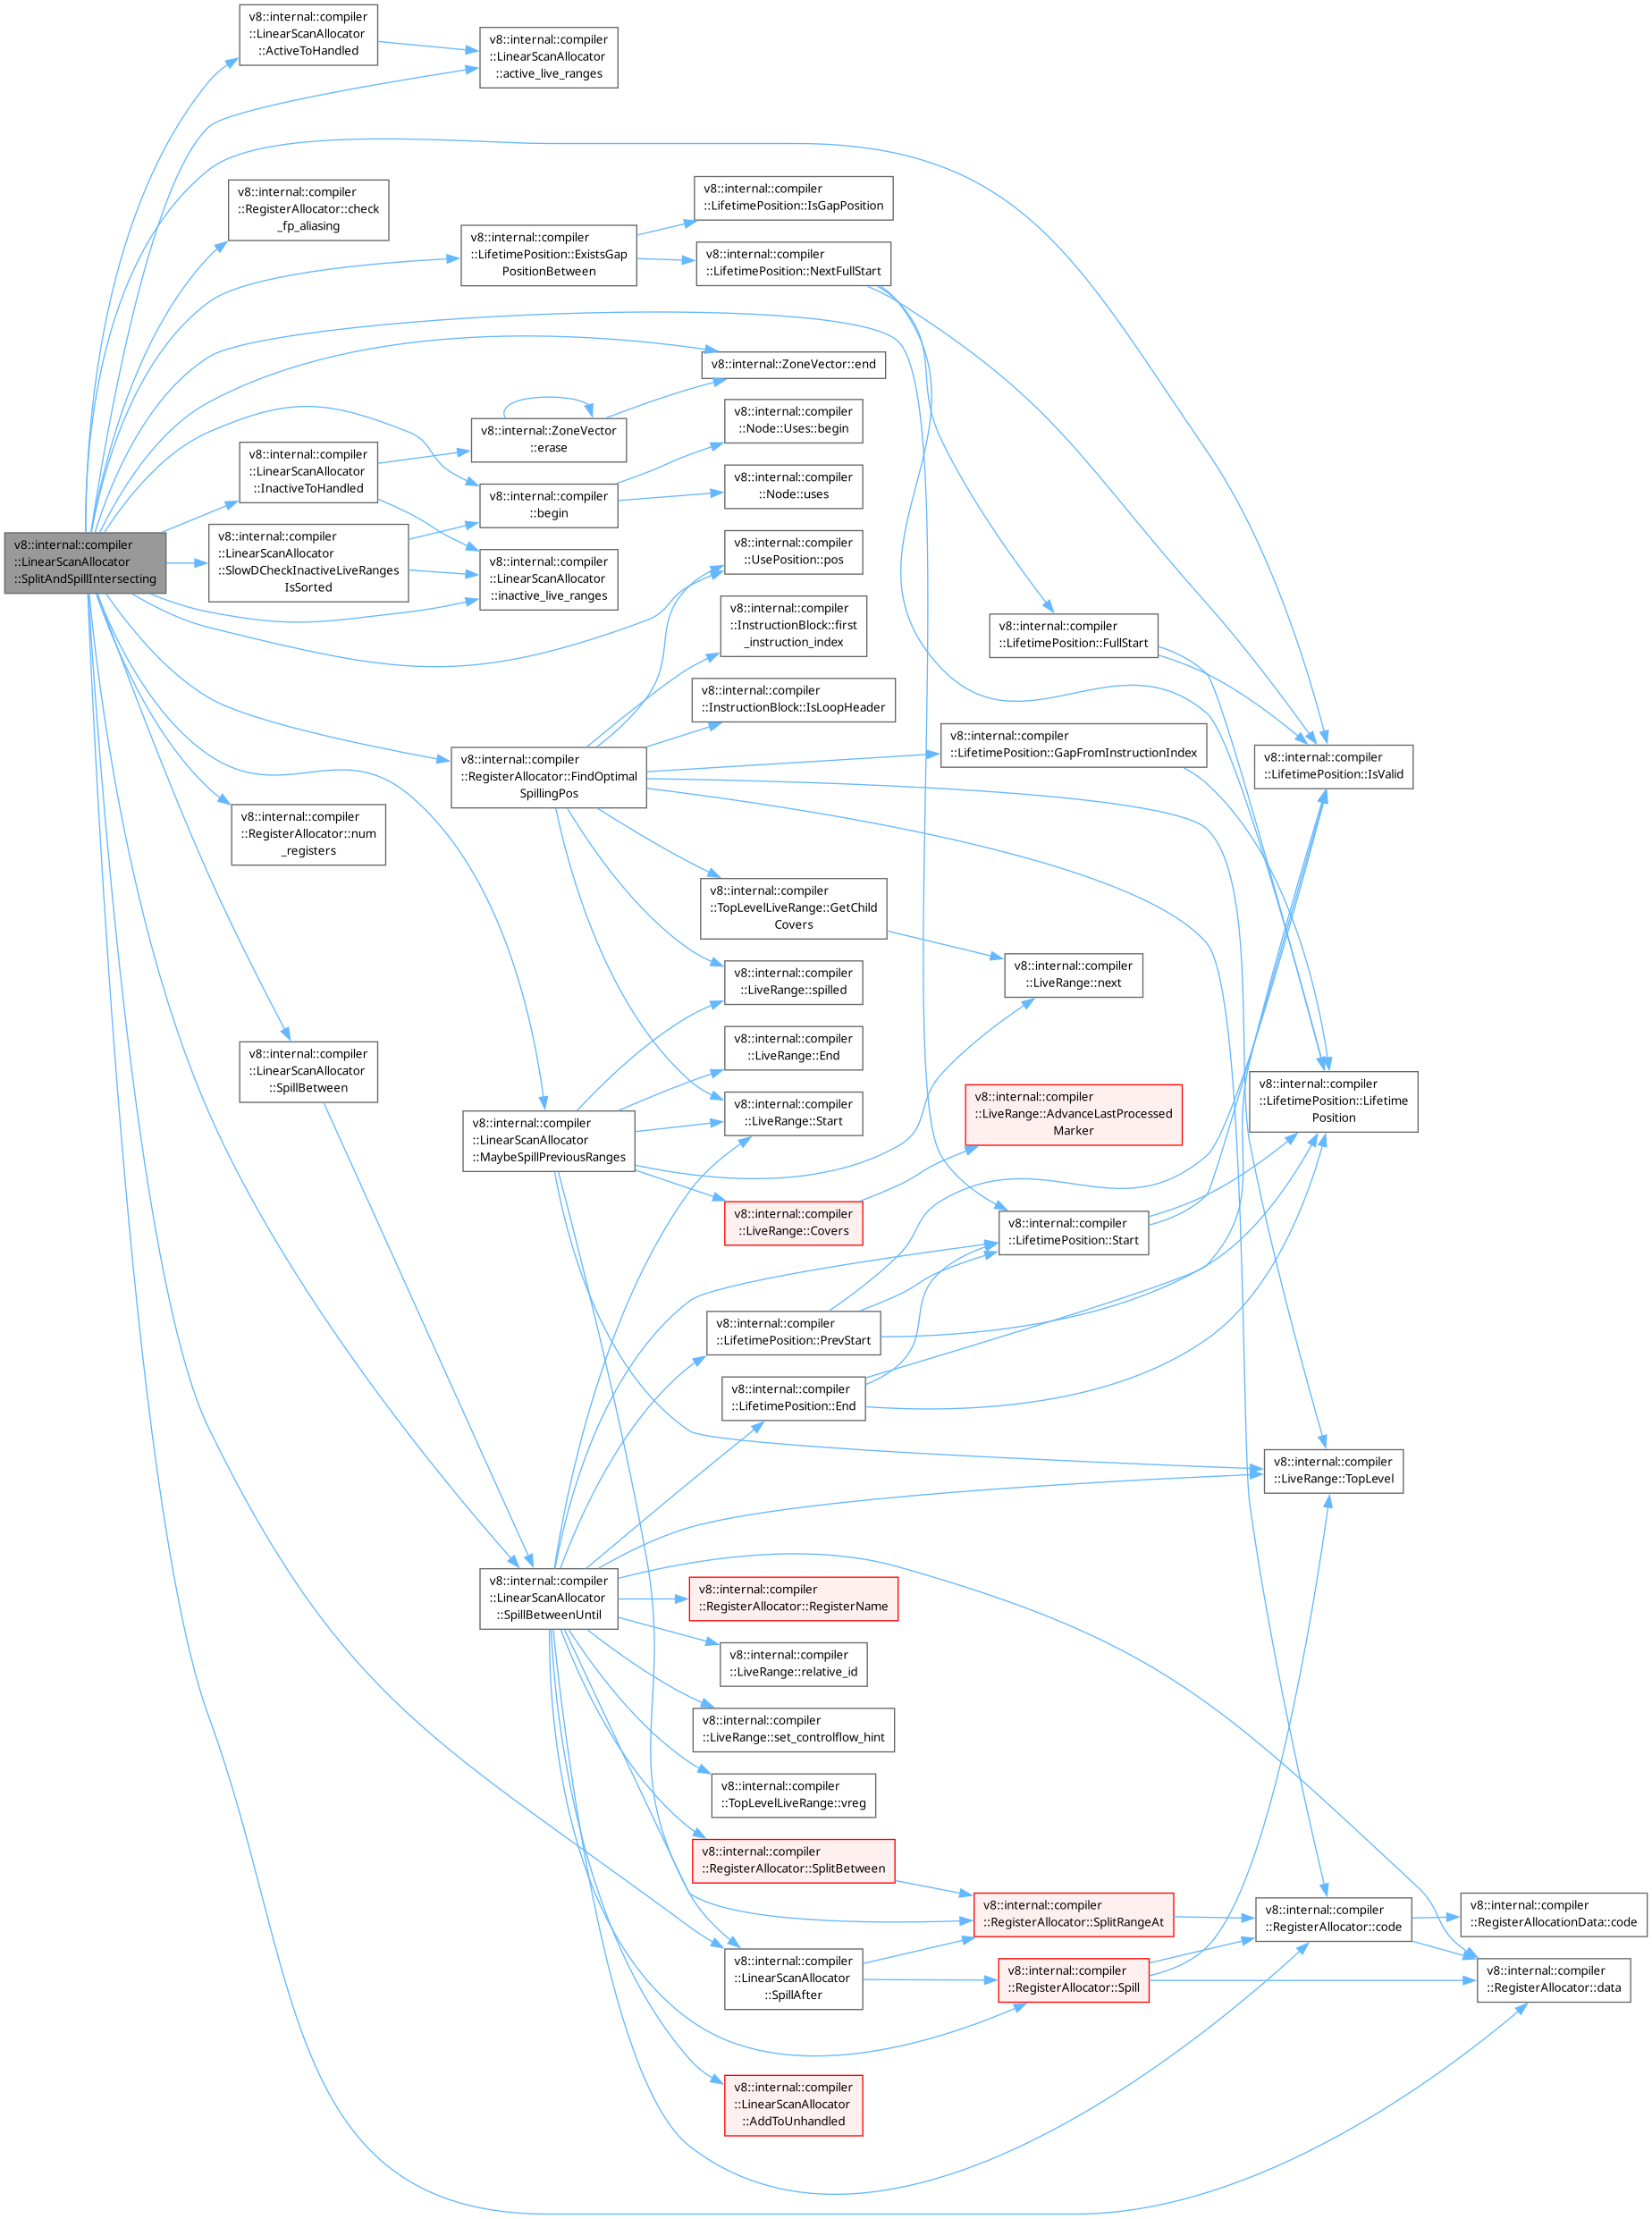 v8::internal::compiler
::LinearScanAllocator
::SplitAndSpillIntersecting
v8::internal::compiler
::LinearScanAllocator
::ActiveToHandled
v8::internal::compiler
::LinearScanAllocator
::active_live_ranges
v8::internal::compiler
::RegisterAllocator::check
_fp_aliasing
v8::internal::compiler
::LifetimePosition::ExistsGap
PositionBetween
v8::internal::compiler
::LifetimePosition::IsGapPosition
v8::internal::compiler
::LifetimePosition::NextFullStart
v8::internal::ZoneVector::end
v8::internal::ZoneVector
::erase
v8::internal::compiler
::Node::Uses::begin
v8::internal::compiler
::LinearScanAllocator
::InactiveToHandled
v8::internal::compiler
::begin
v8::internal::compiler
::Node::uses
v8::internal::compiler
::LinearScanAllocator
::SlowDCheckInactiveLiveRanges
IsSorted
v8::internal::compiler
::LinearScanAllocator
::inactive_live_ranges
v8::internal::compiler
::UsePosition::pos
v8::internal::compiler
::InstructionBlock::first
_instruction_index
v8::internal::compiler
::LifetimePosition::FullStart
v8::internal::compiler
::InstructionBlock::IsLoopHeader
v8::internal::compiler
::LifetimePosition::GapFromInstructionIndex
v8::internal::compiler
::LifetimePosition::IsValid
v8::internal::compiler
::RegisterAllocator::FindOptimal
SpillingPos
v8::internal::compiler
::RegisterAllocator::num
_registers
v8::internal::compiler
::TopLevelLiveRange::GetChild
Covers
v8::internal::compiler
::LiveRange::next
v8::internal::compiler
::LiveRange::spilled
v8::internal::compiler
::LiveRange::End
v8::internal::compiler
::LinearScanAllocator
::SpillBetween
v8::internal::compiler
::LiveRange::Start
v8::internal::compiler
::LiveRange::AdvanceLastProcessed
Marker
v8::internal::compiler
::LifetimePosition::Lifetime
Position
v8::internal::compiler
::LinearScanAllocator
::MaybeSpillPreviousRanges
v8::internal::compiler
::LiveRange::Covers
v8::internal::compiler
::LifetimePosition::Start
v8::internal::compiler
::LifetimePosition::PrevStart
v8::internal::compiler
::LifetimePosition::End
v8::internal::compiler
::LiveRange::TopLevel
v8::internal::compiler
::LinearScanAllocator
::SpillBetweenUntil
v8::internal::compiler
::RegisterAllocator::RegisterName
v8::internal::compiler
::LiveRange::relative_id
v8::internal::compiler
::LiveRange::set_controlflow_hint
v8::internal::compiler
::TopLevelLiveRange::vreg
v8::internal::compiler
::RegisterAllocator::SplitBetween
v8::internal::compiler
::RegisterAllocator::SplitRangeAt
v8::internal::compiler
::RegisterAllocator::code
v8::internal::compiler
::RegisterAllocationData::code
v8::internal::compiler
::LinearScanAllocator
::SpillAfter
v8::internal::compiler
::RegisterAllocator::Spill
v8::internal::compiler
::RegisterAllocator::data
v8::internal::compiler
::LinearScanAllocator
::AddToUnhandled